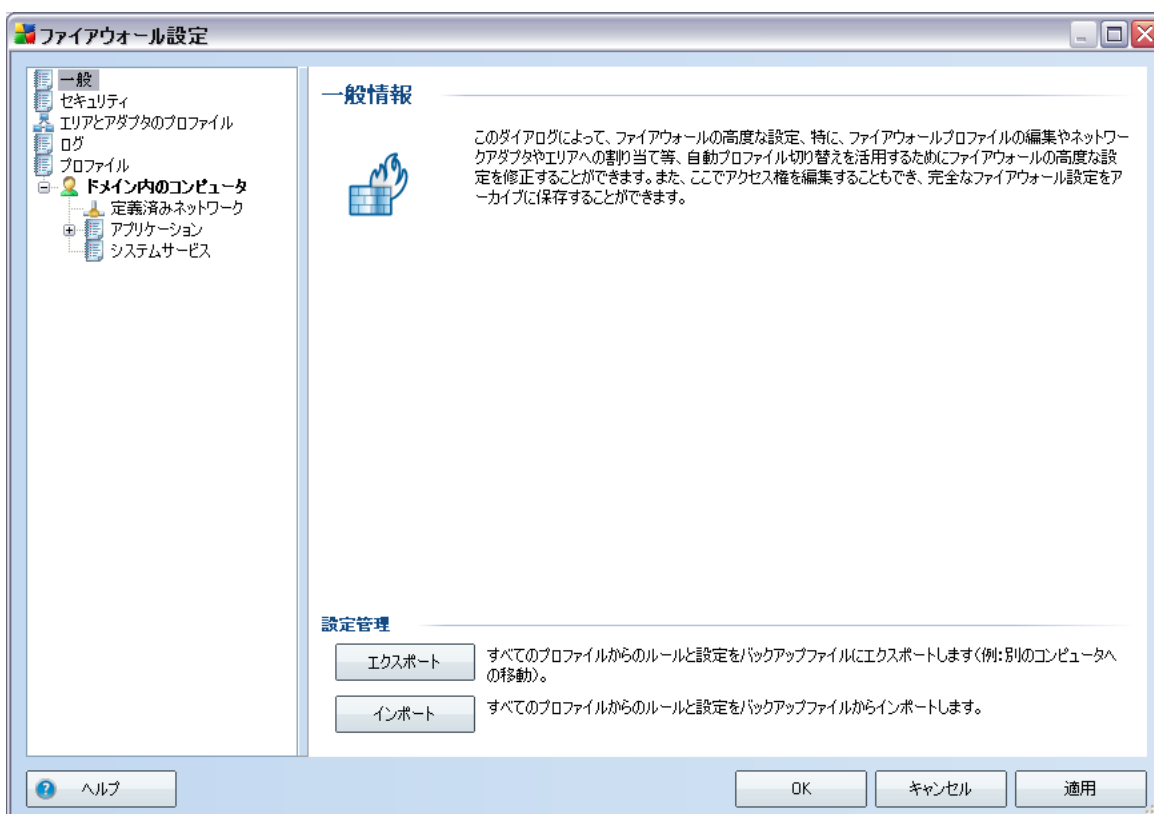 ファイアウォール設定
一般
セキュリティ
エリアとアダプタのプロファイル
ログ
プロファイル
ドメイン内のコンピュータ
定義済みネットワーク
アプリケーション
システムサービス
一般情報
このダイアログによって、ファイアウォールの高度な設定、特に、ファイアウォールプロファイルの編集やネットワー
クアダプタやエリアへの割り当て等、自動プロファイル切り替えを活用するためにファイアウォールの高度な設
定を修正することができます。また、ここでアクセス権を編集することもでき、完全なファイアウォール設定をア
ーカイブに保存することができます。
設定管理
エクスポート
すべてのプロファイルからのルールと設定をバックアップファイルにエクスポートします(例:別のコンピュータへ
の移動)。
インポート
すべてのプロファイルからのルールと設定をバックアップファイルからインポートします。
ヘルプ
OK
キャンセル
適用